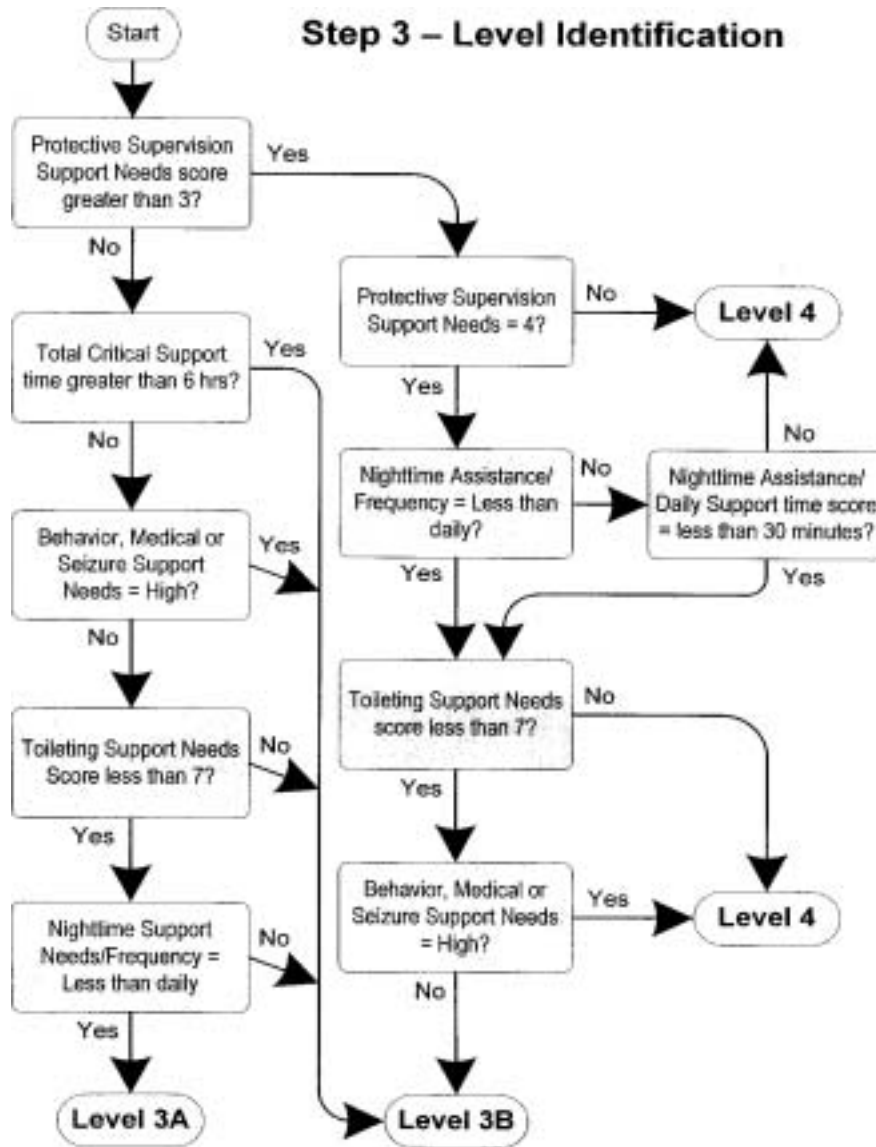 Start
Step 3 – Level Identification
Protective Supervision
Support Needs score
greater than 3?
Yes
No
Protective Supervision
Support Needs = 4?
No
Level 4
Yes
Total Critical Support
time greater than 6 hrs?
Yes
No
Nighttime Assistance/
Frequency = Less than
daily?
No
Yes
Nighttime Assistance/
Daily Support time score
= less than 30 minutes?
No
Yes
Behavior, Medical or
Seizure Support
Needs = High?
Yes
No
Toileting Support Needs
score less than 7?
No
Yes
Toileting Support Needs
Score less than 7?
No
Yes
Behavior, Medical or
Seizure Support Needs
= High?
Yes
Level 4
No
Nighttime Support
Needs/Frequency =
Less than daily
No
Yes
Level 3A
Level 3B